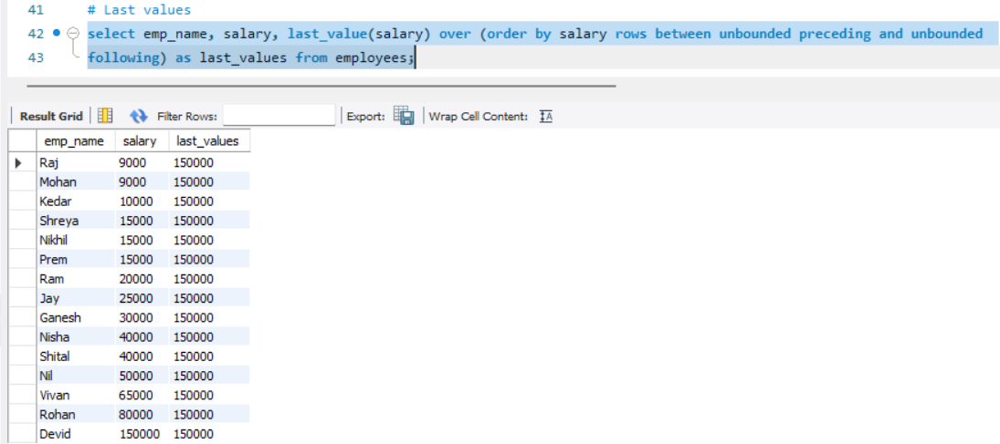 41 # Last values
42 select emp_name, salary, last_value(salary) over (order by salary rows between unbounded preceding and unbounded
43 following) as last_values from employees;
Result Grid Filter Rows: Export: Wrap Cell Content: IA
emp_name salary last_values
Raj 9000 150000
Mohan 9000 150000
Kedar 10000 150000
Shreya 15000 150000
Nikhil 15000 150000
Prem 15000 150000
Ram 20000 150000
Jay 25000 150000
Ganesh 30000 150000
Nisha 40000 150000
Shital 40000 150000
Nil 50000 150000
Vivan 65000 150000
Rohan 80000 150000
Devid 150000 150000